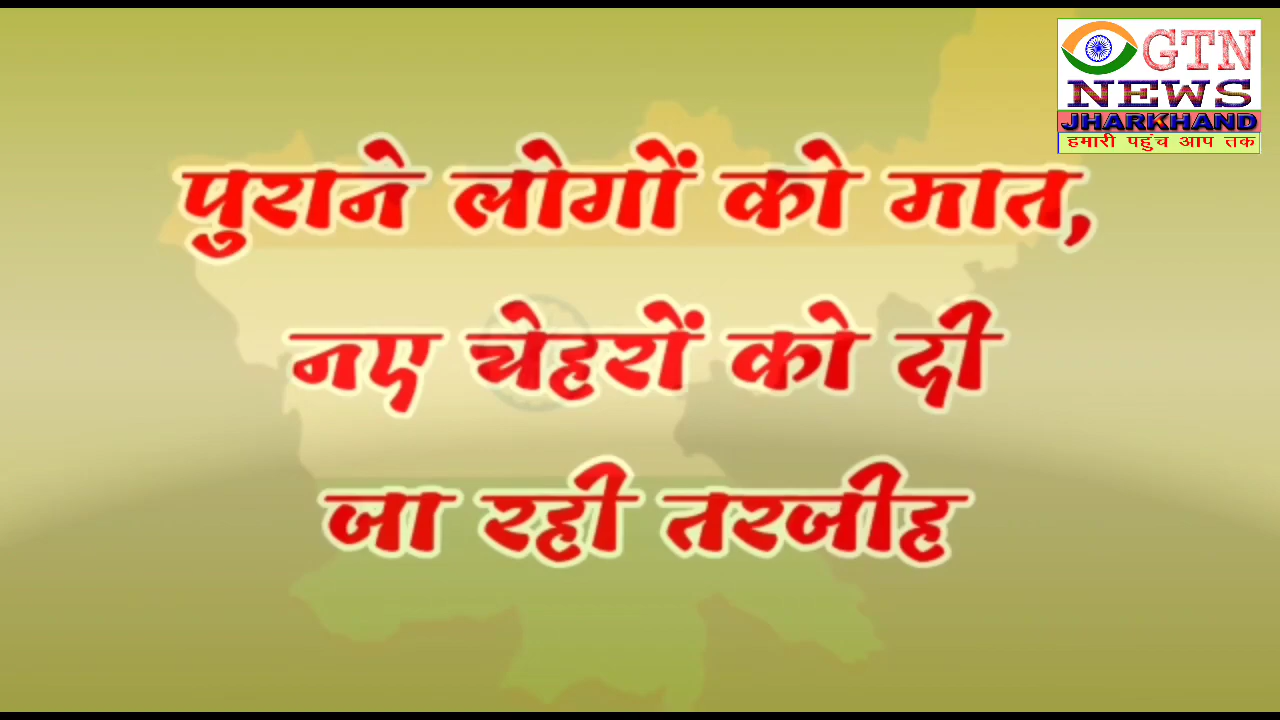 GTN
NEWS
JHARKHAND
हमारी पहुंच आप तक
पुराने लोगों को मात,
नए चेहरों को दी
जा रही तरजीह